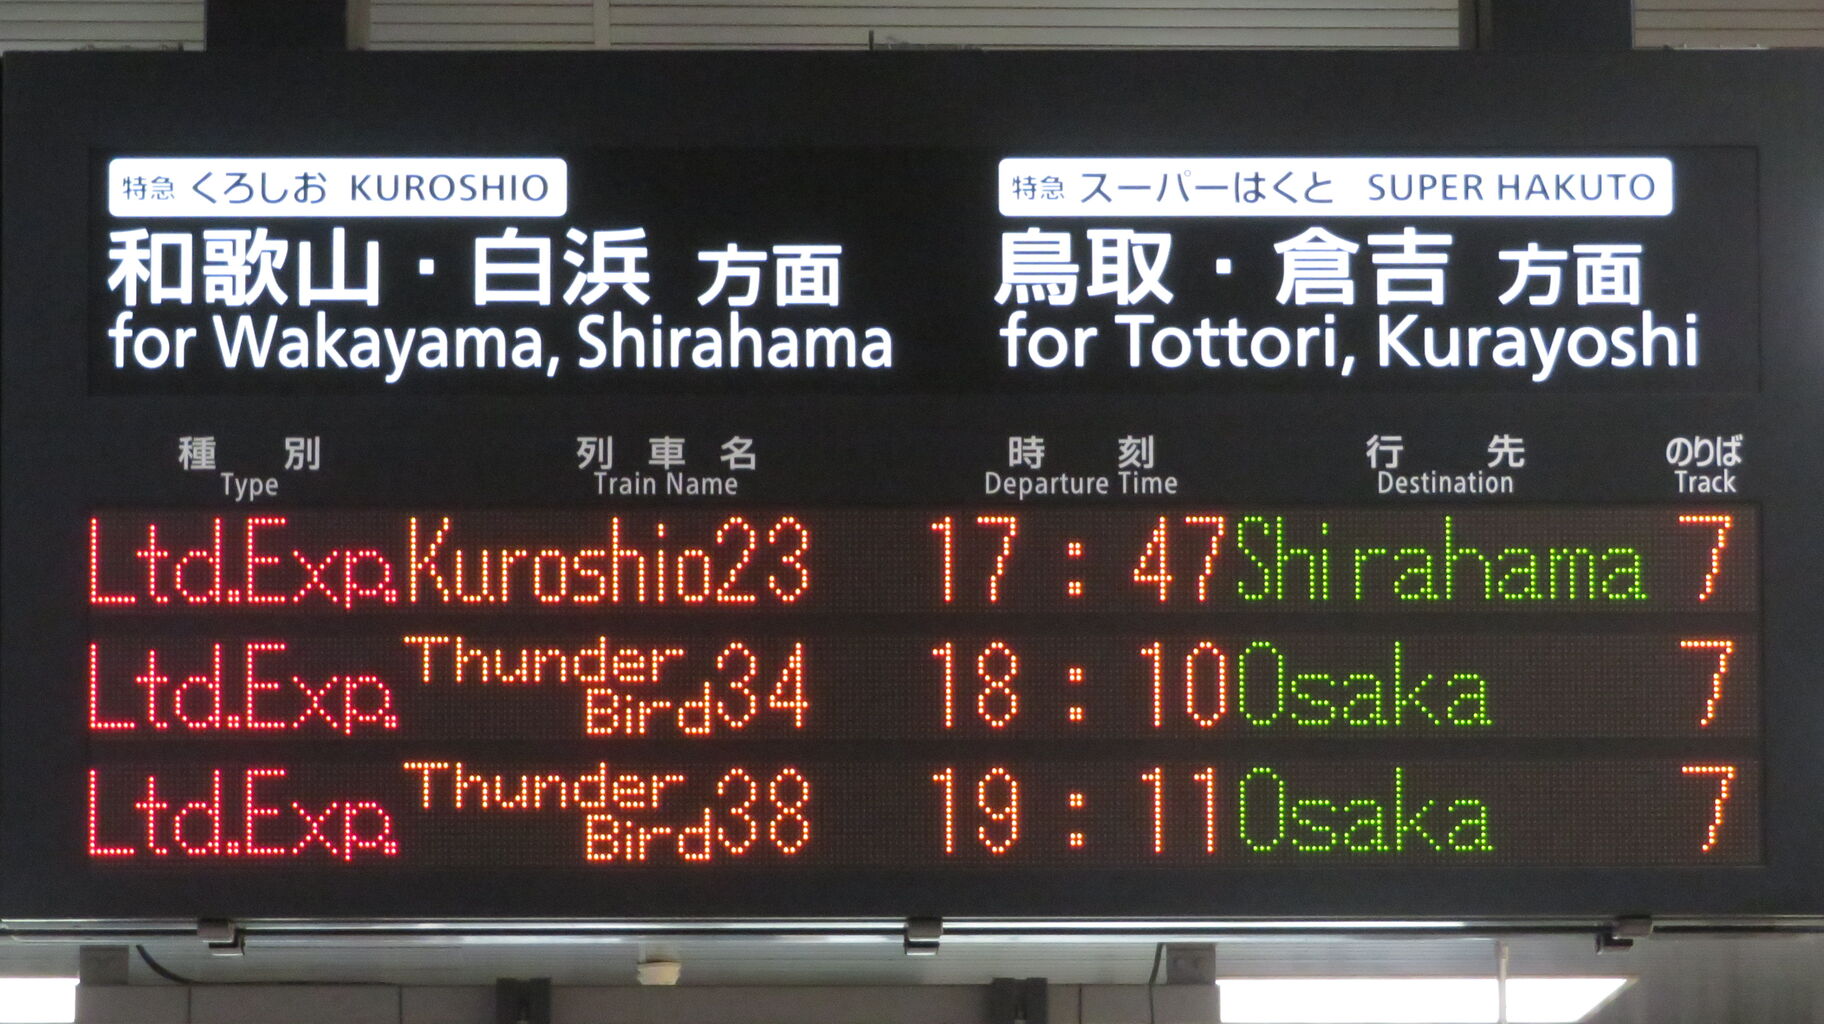 特急 くろしお KUROSHIO
和歌山・白浜 方面
for Wakayama, Shirahama
特急 スーパーはくと SUPER HAKUTO
鳥取・倉吉 方面
for Tottori, Kurayoshi
種別 列車名 時刻 行先 のりば
Type Train Name Departure Time Destination Track
Ltd.Exp. Kuroshio23 17:47 Shirahama 7
Ltd.Exp. Thunder Bird34 18:10 Osaka 7
Ltd.Exp. Thunder Bird38 19:11 Osaka 7